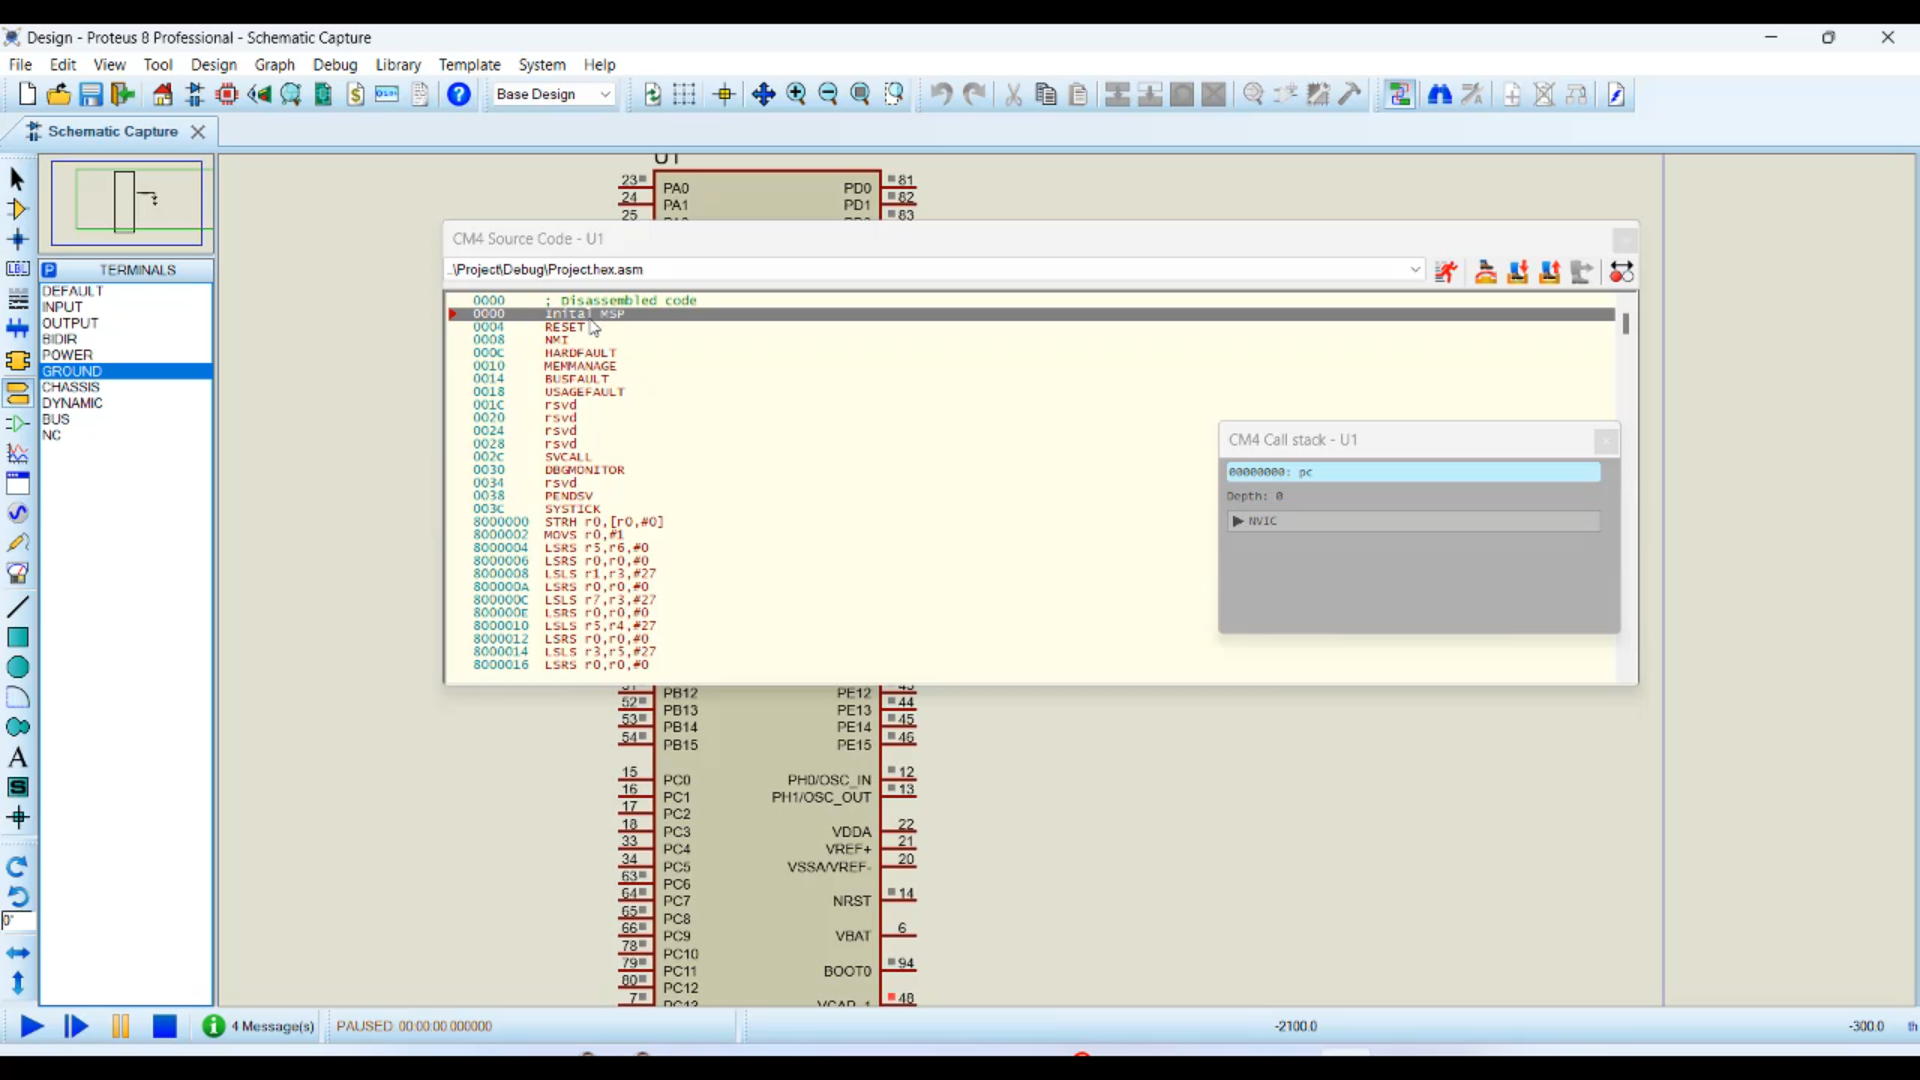 Design - Proteus 8 Professional - Schematic Capture
File Edit View Tool Design Graph Debug Library Template System Help
Base Design
Schematic Capture
U1
TERMINALS
DEFAULT
INPUT
OUTPUT
BIDIR
POWER
GROUND
CHASSIS
DYNAMIC
BUS
NC
LBL
A
S
P
0°
23 PA0 PD0 81
24 PA1 PD1 82
25 83
CM4 Source Code - U1
..\Project\Debug\Project.hex.asm
0000 ; Disassembled code
0000 Inital MSP
0004 RESET
0008 NMI
000C HARDFAULT
0010 MEMMANAGE
0014 BUSFAULT
0018 USAGEFAULT
001C rsvd
0020 rsvd
0024 rsvd
0028 rsvd
002C SVCALL
0030 DBGMONITOR
0034 rsvd
0038 PENDSV
003C SYSTICK
8000000 STRH r0,[r0,#0]
8000002 MOVS r0,#1
8000004 LSRS r5,r6,#0
8000006 LSRS r0,r0,#0
8000008 LSLS r1,r3,#27
800000A LSRS r0,r0,#0
800000C LSLS r7,r3,#27
800000E LSRS r0,r0,#0
8000010 LSLS r5,r4,#27
8000012 LSRS r0,r0,#0
8000014 LSLS r3,r5,#27
8000016 LSRS r0,r0,#0
CM4 Call stack - U1
00000000: pc
Depth: 0
NVIC
PB12 PE12
52 PB13 PE13 44
53 PB14 PE14 45
54 PB15 PE15 46
15 PC0 PH0/OSC_IN 12
16 PC1 PH1/OSC_OUT 13
17 PC2
18 PC3 VDDA 22
33 PC4 VREF+ 21
34 PC5 VSSA/VREF- 20
63 PC6
64 PC7 NRST 14
65 PC8
66 PC9 VBAT 6
78 PC10
79 PC11 BOOT0 94
80 PC12
7 PC13 VCAP_1 48
4 Message(s)
PAUSED 00:00:00.000000
-2100.0
-300.0
th